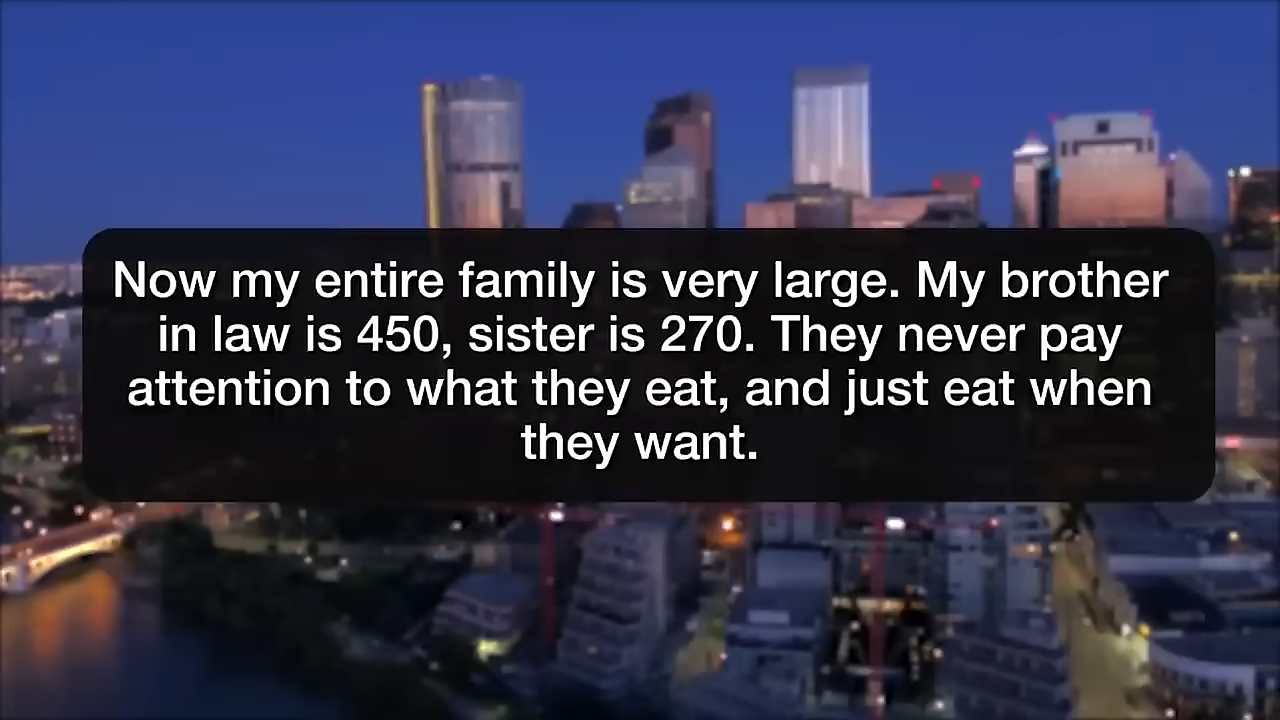 Now my entire family is very large. My brother
in law is 450, sister is 270. They never pay
attention to what they eat, and just eat when
they want.